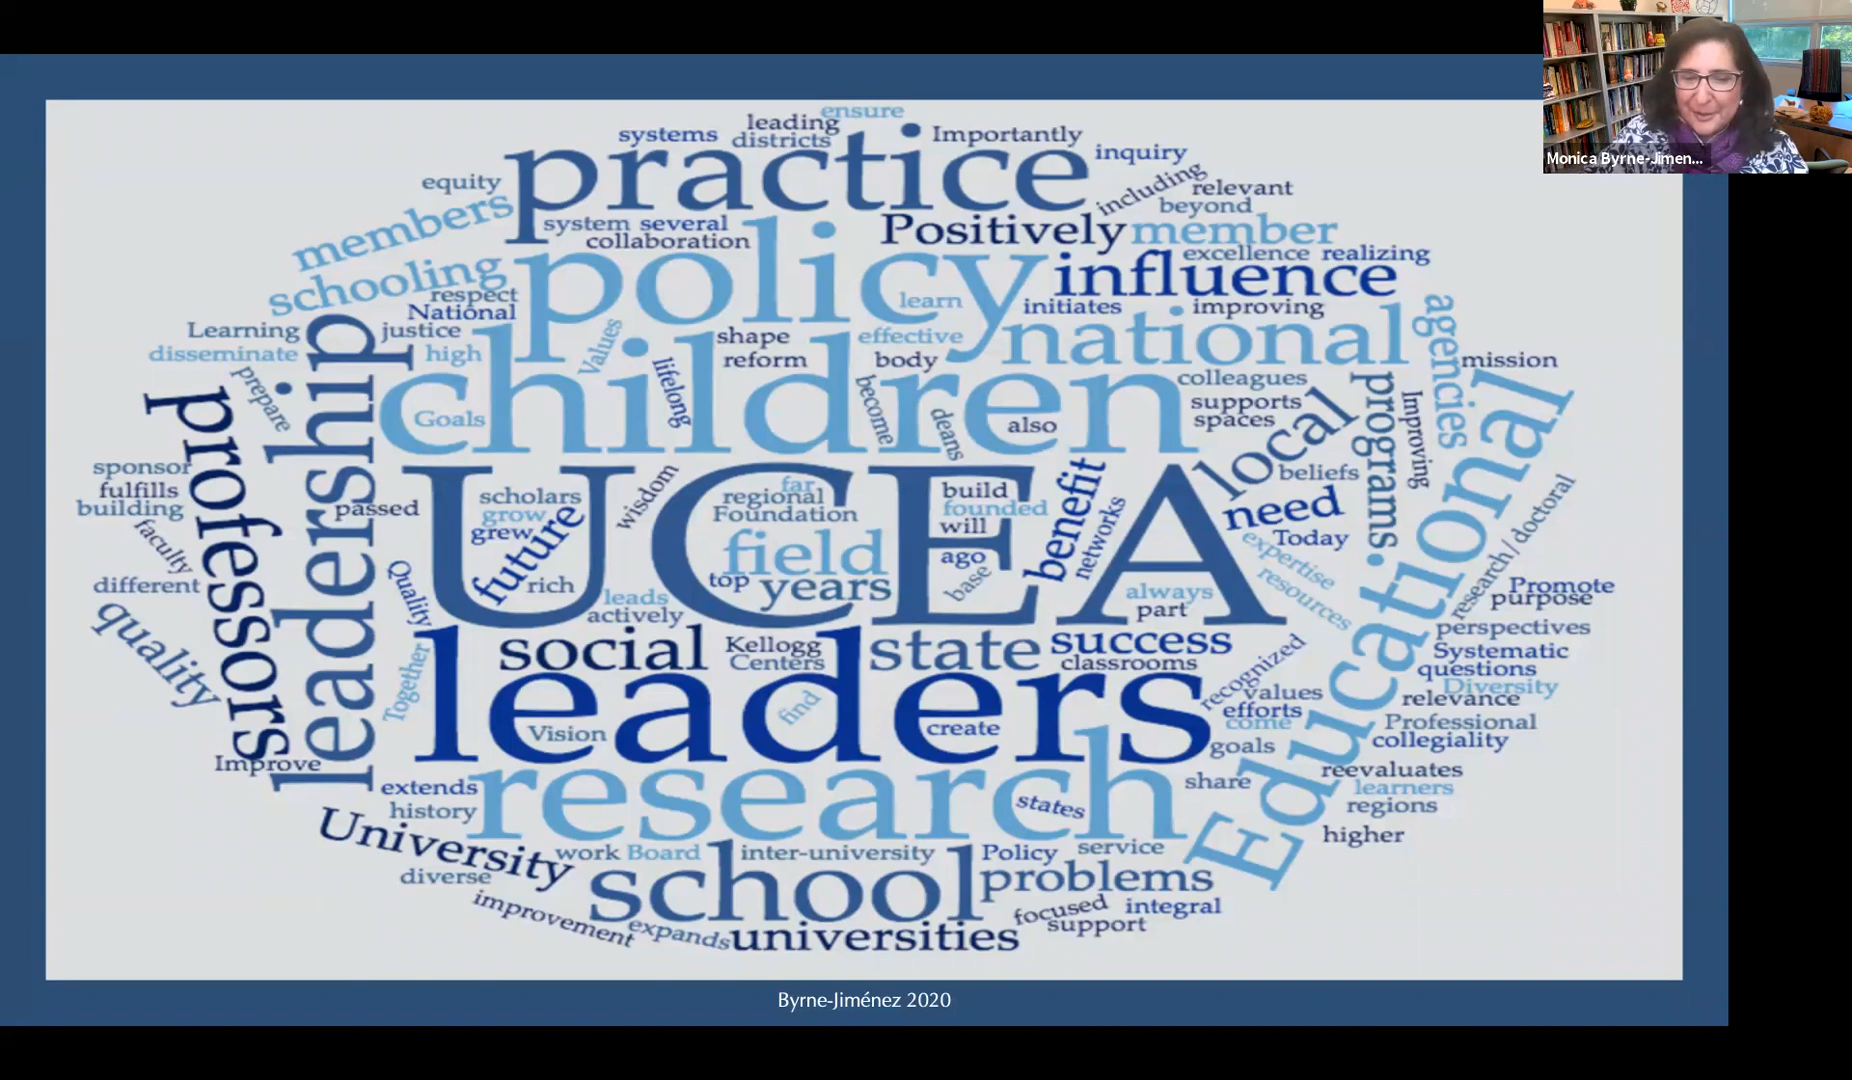 ensure
leading
systems
districts
Importantly
practice
inquiry
equity
including
relevant
members
beyond
system
several
Positively
member
collaboration
schooling
policy
excellence
realizing
influence
respect
learn
National
initiates
improving
agencies
Learning
justice
Values
shape
effective
national
disseminate
high
reform
body
mission
leadership
prepare
children
lifelong
become
colleagues
programs.
Improving
professors
Goals
deans
also
supports
spaces
local
Educational
sponsor
UCEA
wisdom
far
benefit
beliefs
fulfills
scholars
regional
build
need
building
passed
grow
Foundation
founded
networks
research/doctoral
faculty
grew
future
field
will
Today
expertise
different
Quality
rich
top
years
ago
base
always
resources
Promote
quality
leads
part
purpose
actively
perspectives
social
Kellogg
state
success
Systematic
Together
Centers
classrooms
recognized
questions
leaders
find
values
Diversity
Vision
create
efforts
relevance
come
Professional
goals
collegiality
Improve
research
reevaluates
extends
share
learners
history
states
regions
University
higher
work
Board
inter-university
Policy
service
diverse
school
problems
improvement
focused
integral
expands
universities
support
Byrne-Jiménez 2020
Monica Byrne-Jimen...